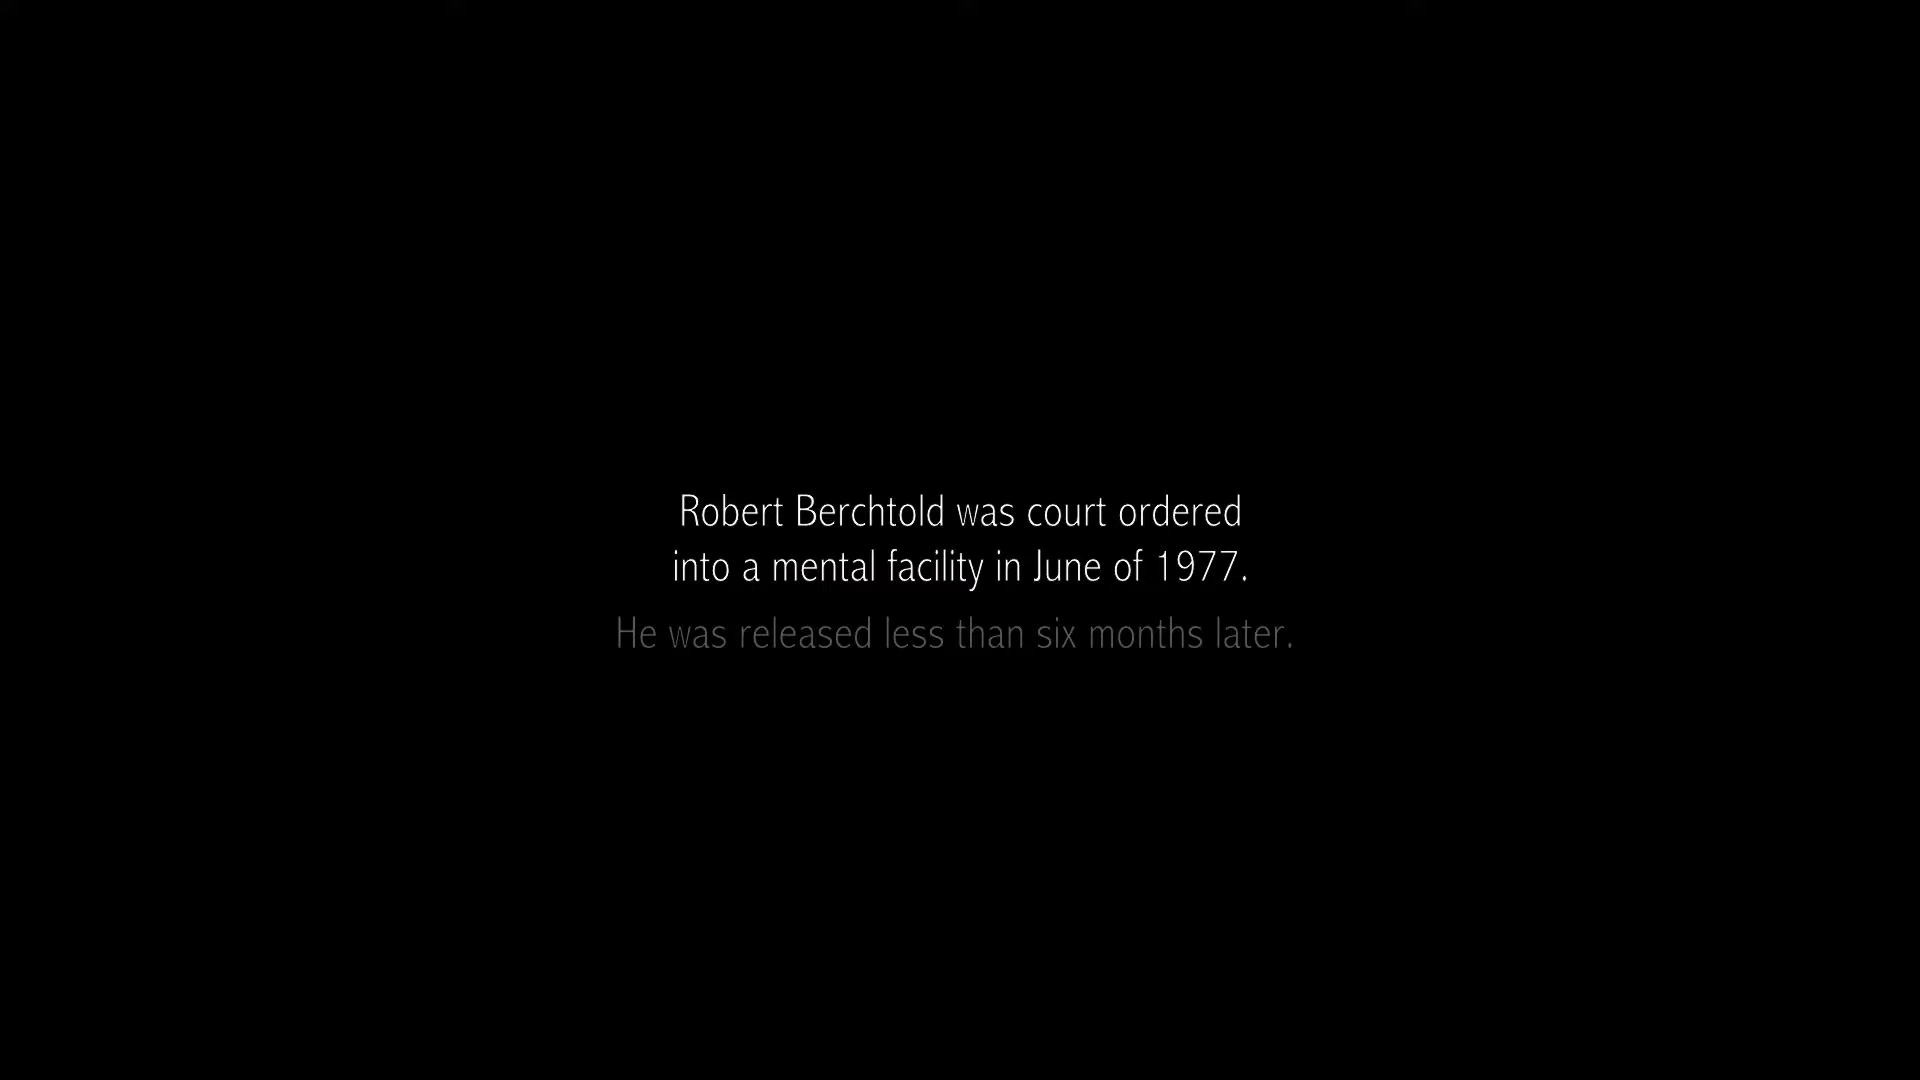 Robert Berchtold was court ordered
into a mental facility in June of 1977.
He was released less than six months later.